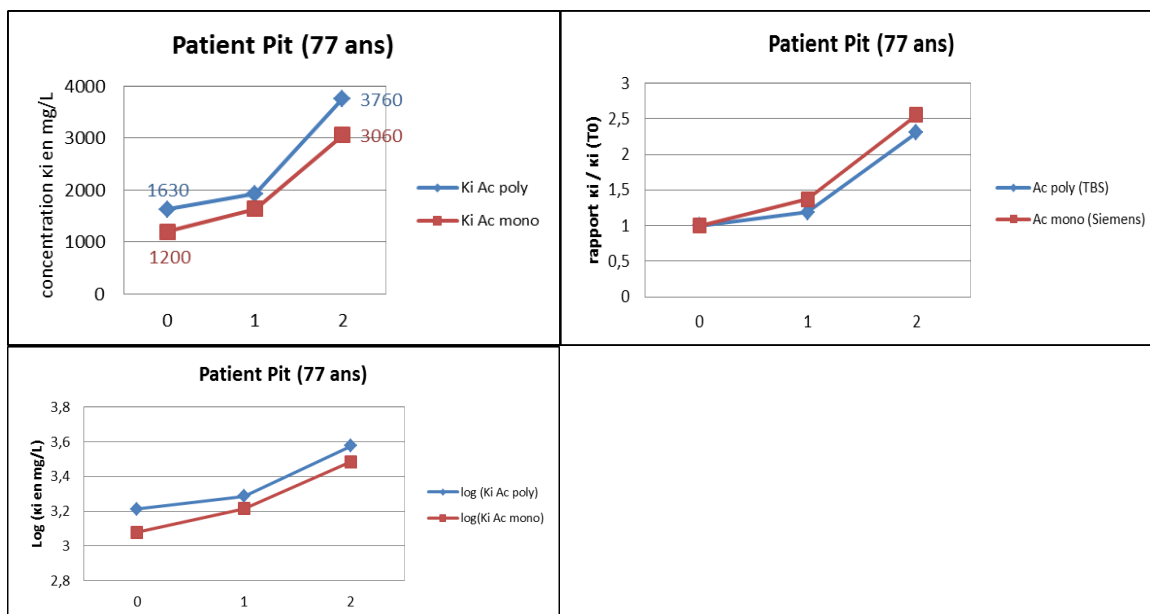 Patient Pit (77 ans)
concentration κi en mg/L
4000
3000
2000
1000
0
3760
3060
1630
1200
0 1 2
Ki Ac poly
Ki Ac mono
Patient Pit (77 ans)
rapport κi / κi (T0)
3
2,5
2
1,5
1
0,5
0
0 1 2
Ac poly (TBS)
Ac mono (Siemens)
Patient Pit (77 ans)
Log (κi en mg/L)
3,8
3,6
3,4
3,2
3
2,8
0 1 2
log (Ki Ac poly)
log(Ki Ac mono)